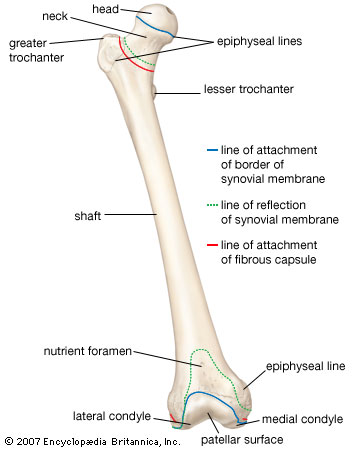 head
neck
greater
trochanter
epiphyseal lines
lesser trochanter
line of attachment
of border of
synovial membrane
line of reflection
of synovial membrane
line of attachment
of fibrous capsule
shaft
nutrient foramen
epiphyseal line
lateral condyle
medial condyle
patellar surface
© 2007 Encyclopædia Britannica, Inc.